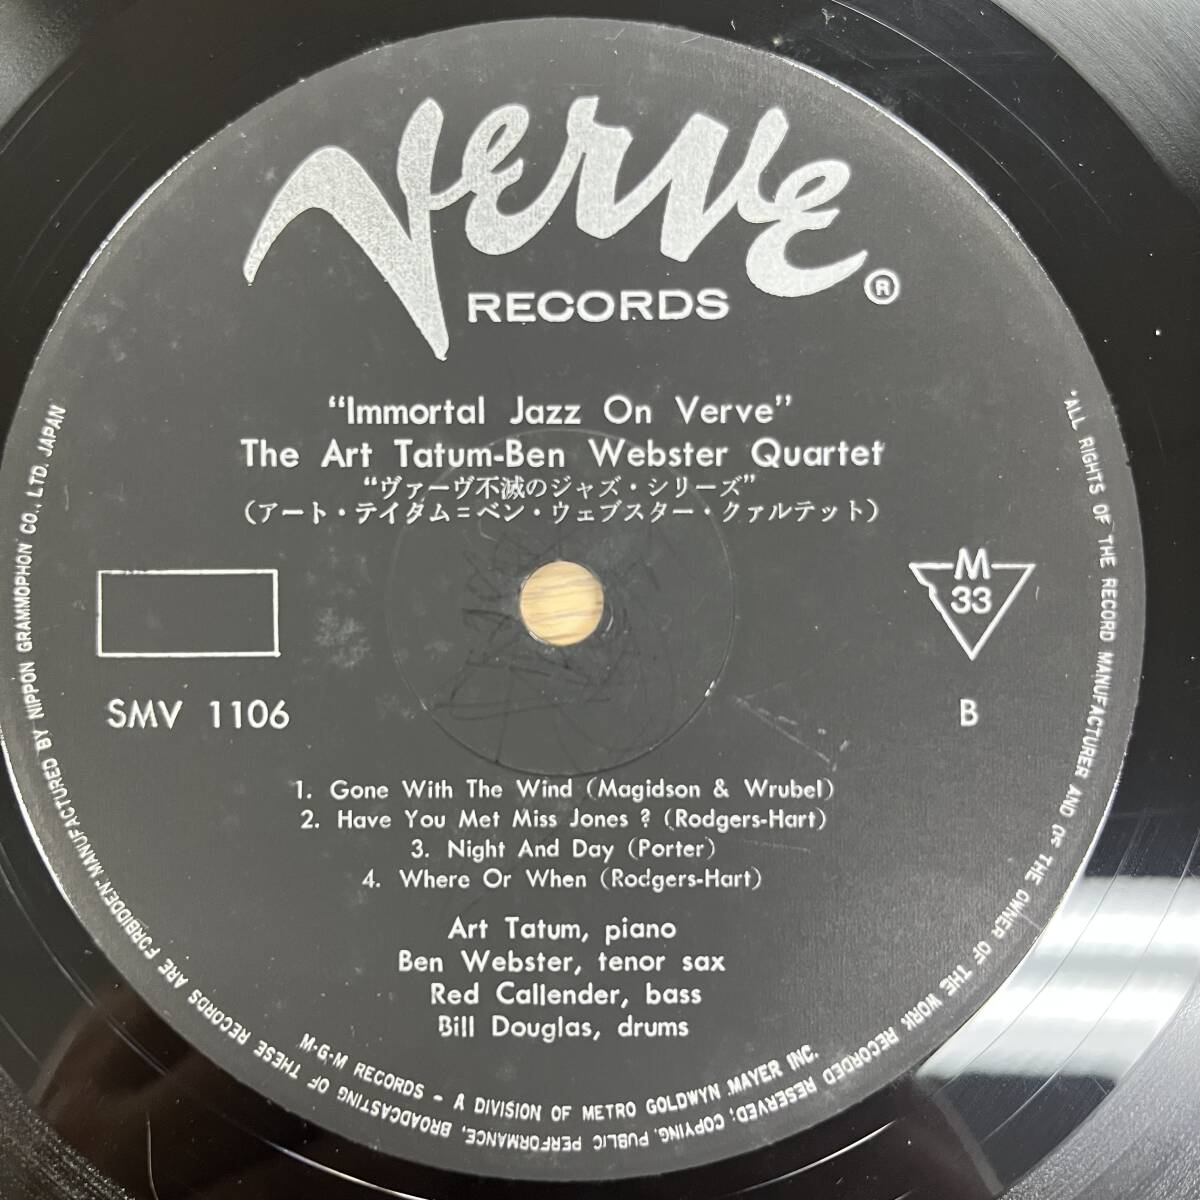 Verve ®
RECORDS
"Immortal Jazz On Verve"
The Art Tatum-Ben Webster Quartet
"ヴァーヴ不滅のジャズ・シリーズ"
(アート・テイタム=ベン・ウェブスター・クァルテット)
M
33
SMV 1106
B
1. Gone With The Wind (Magidson & Wrubel)
2. Have You Met Miss Jones ? (Rodgers-Hart)
3. Night And Day (Porter)
4. Where Or When (Rodgers-Hart)
Art Tatum, piano
Ben Webster, tenor sax
Red Callender, bass
Bill Douglas, drums
M-G-M RECORDS - A DIVISION OF METRO GOLDWYN MAYER INC.
"ALL RIGHTS OF THE RECORD MANUFACTURER AND OF THE OWNER OF THE WORK RECORDED RESERVED; COPYING, PUBLIC PERFORMANCE, BROADCASTING OF THESE RECORDS ARE FORBIDDEN" MANUFACTURED BY NIPPON GRAMMOPHON CO., LTD. JAPAN